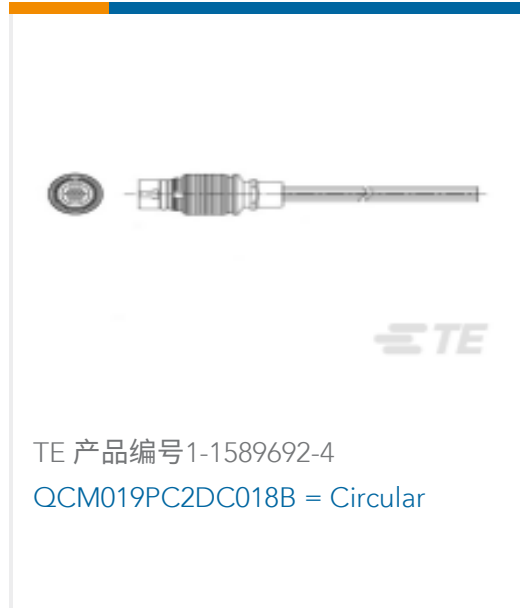 TE
TE 产品编号1-1589692-4
QCM019PC2DC018B = Circular